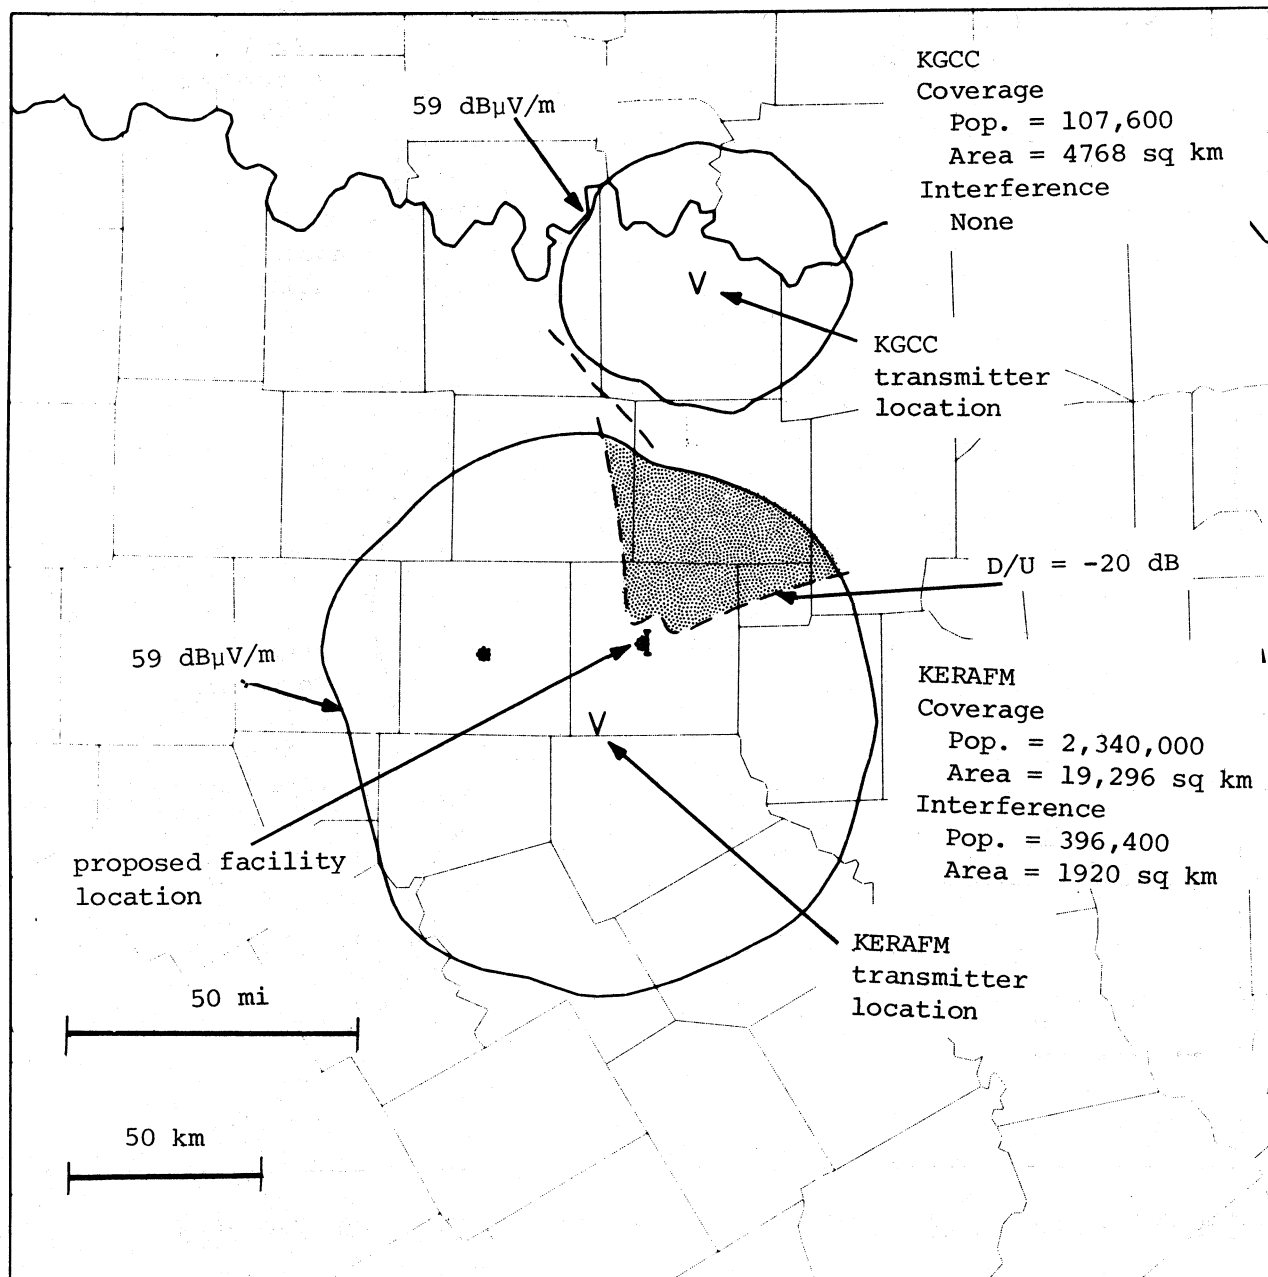 KGCC
Coverage
Pop. = 107,600
Area = 4768 sq km
Interference
None
59 dBµV/m
V
KGCC
transmitter
location
D/U = -20 dB
59 dBµV/m
V
KERAFM
Coverage
Pop. = 2,340,000
Area = 19,296 sq km
Interference
Pop. = 396,400
Area = 1920 sq km
proposed facility
location
KERAFM
transmitter
location
50 mi
50 km